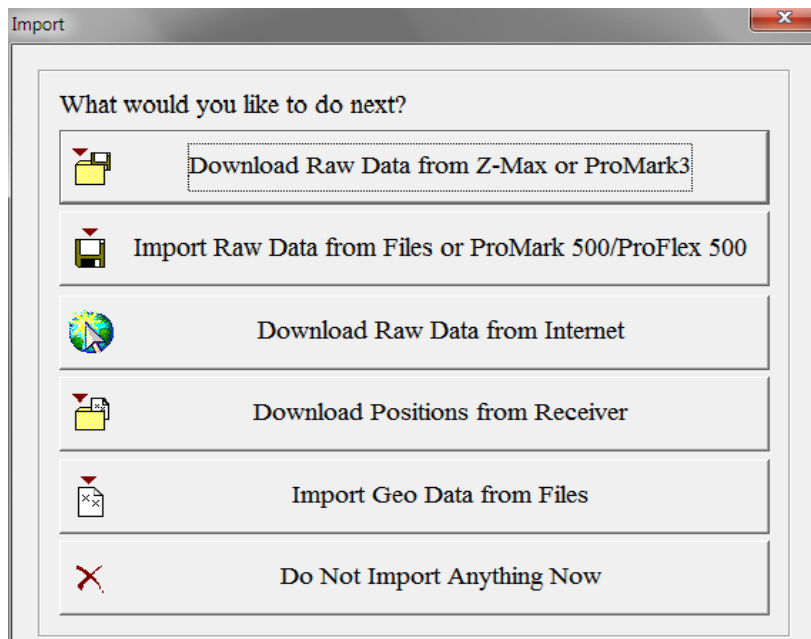 Import
What would you like to do next?
Download Raw Data from Z-Max or ProMark3
Import Raw Data from Files or ProMark 500/ProFlex 500
Download Raw Data from Internet
Download Positions from Receiver
Import Geo Data from Files
Do Not Import Anything Now